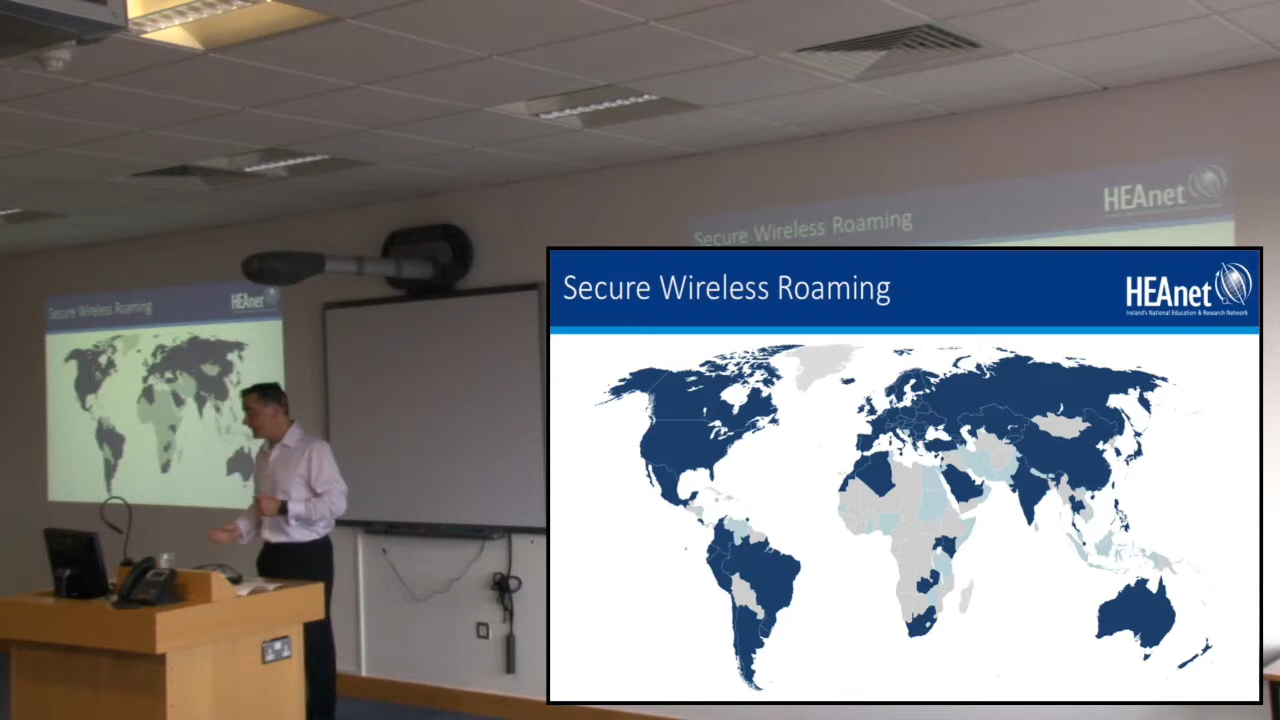 Secure Wireless Roaming
HEAnet
Secure Wireless Roaming
HEAnet
Secure Wireless Roaming
HEAnet
Ireland's National Education & Research Network